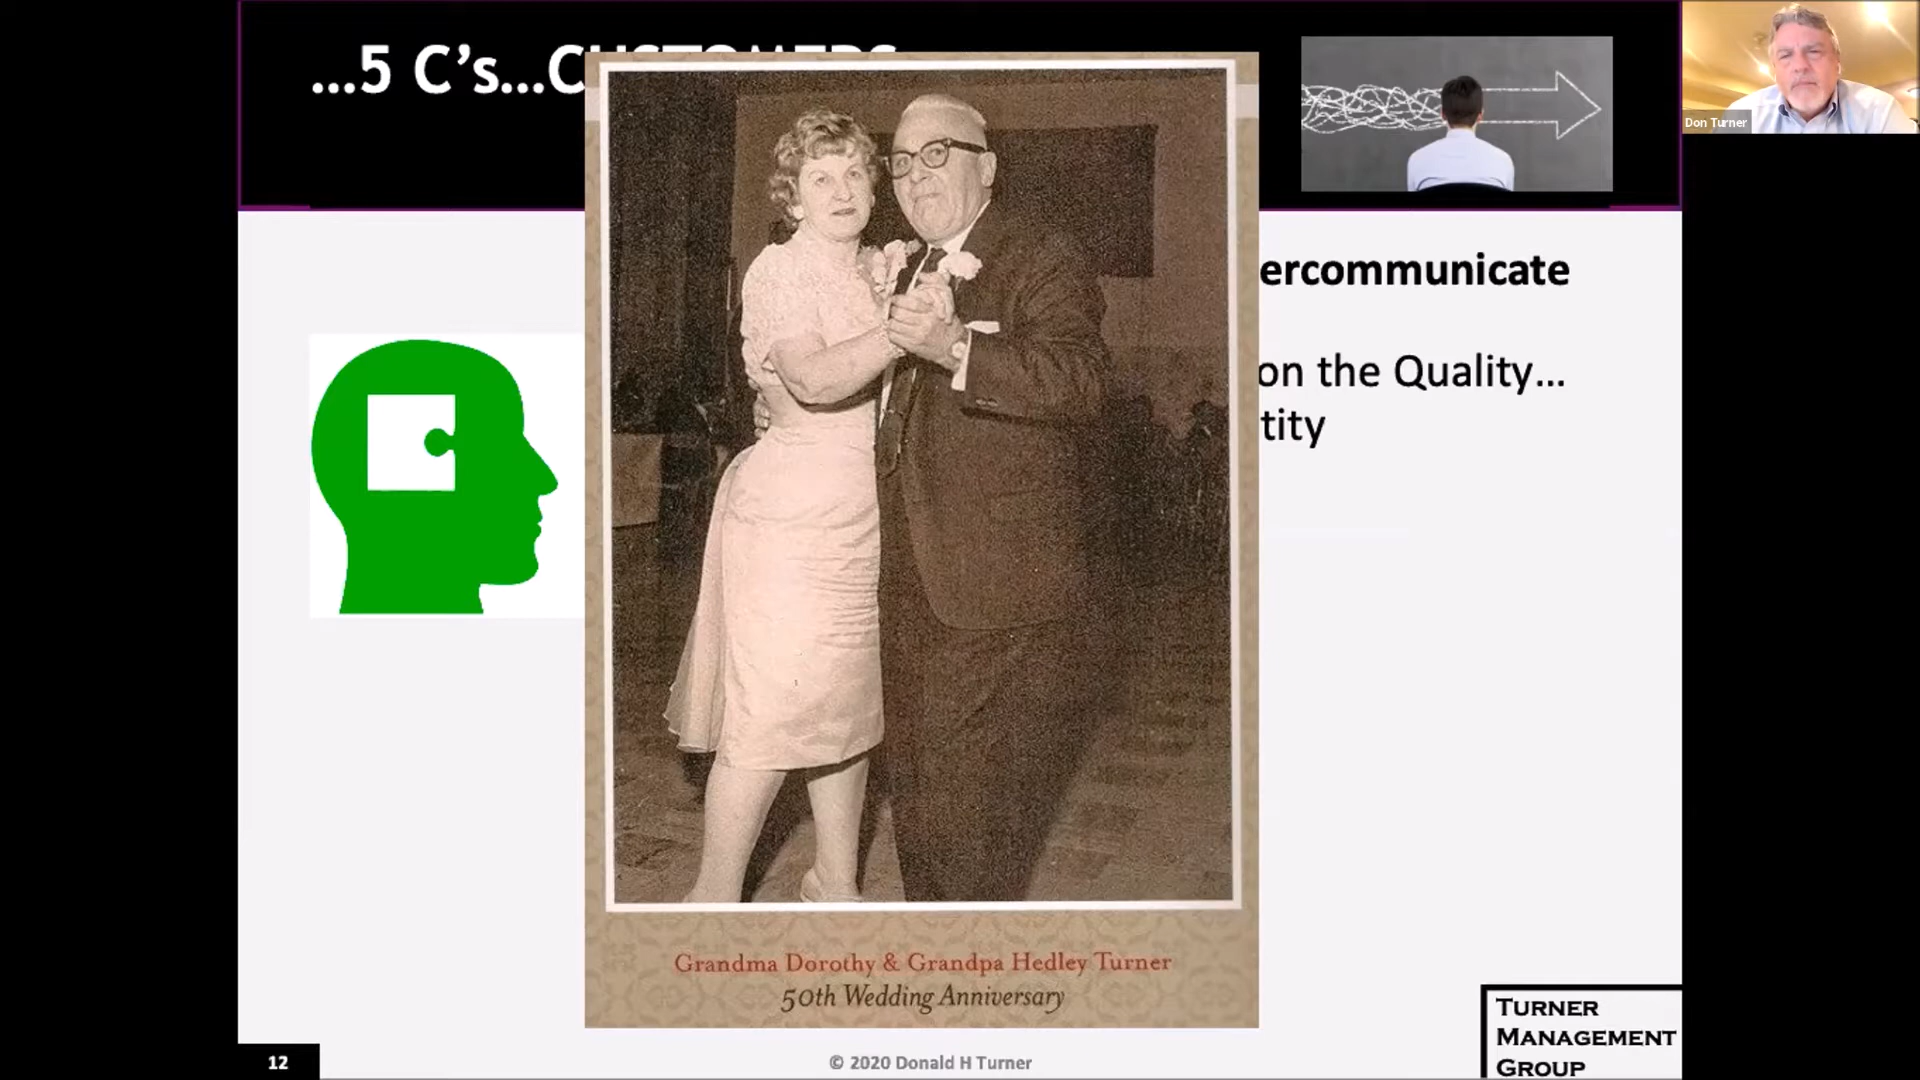 ...5 C's...CUSTOMERS
Don Turner
ercommunicate
on the Quality...
tity
Grandma Dorothy & Grandpa Hedley Turner
50th Wedding Anniversary
12
© 2020 Donald H Turner
TURNER
MANAGEMENT
GROUP